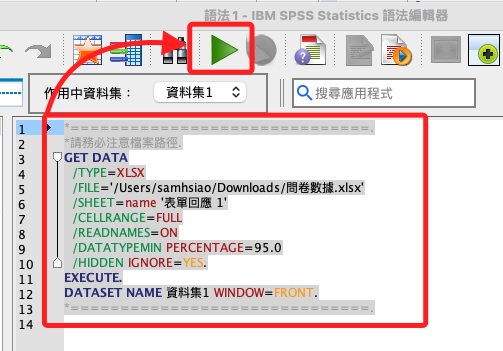 語法1 - IBM SPSS Statistics 語法編輯器
作用中資料集： 資料集1 搜尋應用程式
1 *==============================.
2 *請務必注意檔案路徑.
3 GET DATA
4 /TYPE=XLSX
5 /FILE='/Users/samhsiao/Downloads/問卷數據.xlsx'
6 /SHEET=name '表單回應 1'
7 /CELLRANGE=FULL
8 /READNAMES=ON
9 /DATATYPEMIN PERCENTAGE=95.0
10 /HIDDEN IGNORE=YES.
11 EXECUTE.
12 DATASET NAME 資料集1 WINDOW=FRONT.
13 *==============================.
14